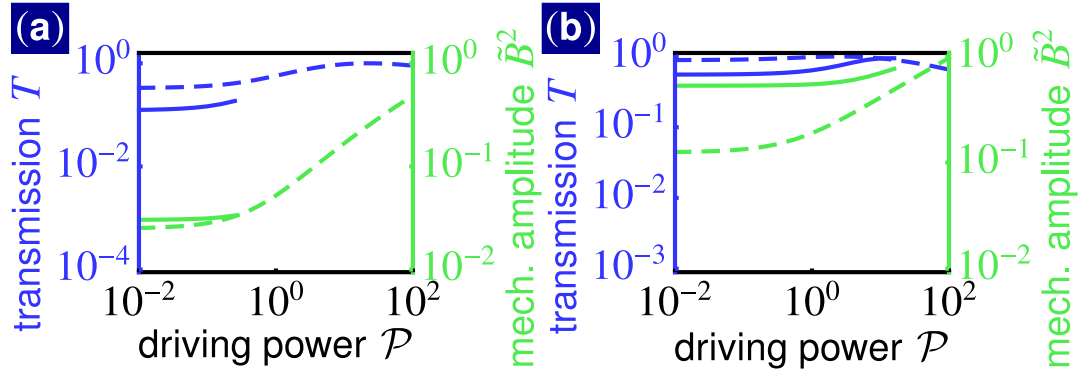 (a)
transmission T
10^0
10^-2
10^-4
10^-2 10^0 10^2
driving power 𝒫
10^0
10^-1
10^-2
mech. amplitude B̃^2
(b)
transmission T
10^0
10^-1
10^-2
10^-3
10^-2 10^0 10^2
driving power 𝒫
10^0
10^-1
10^-2
mech. amplitude B̃^2